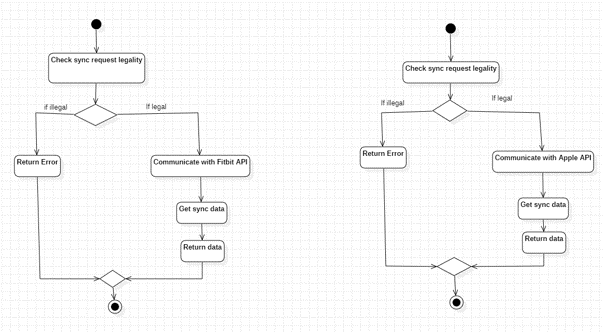 Check sync request legality
if illegal
If legal
Return Error
Communicate with Fitbit API
Get sync data
Return data
Check sync request legality
If illegal
If legal
Return Error
Communicate with Apple API
Get sync data
Return data